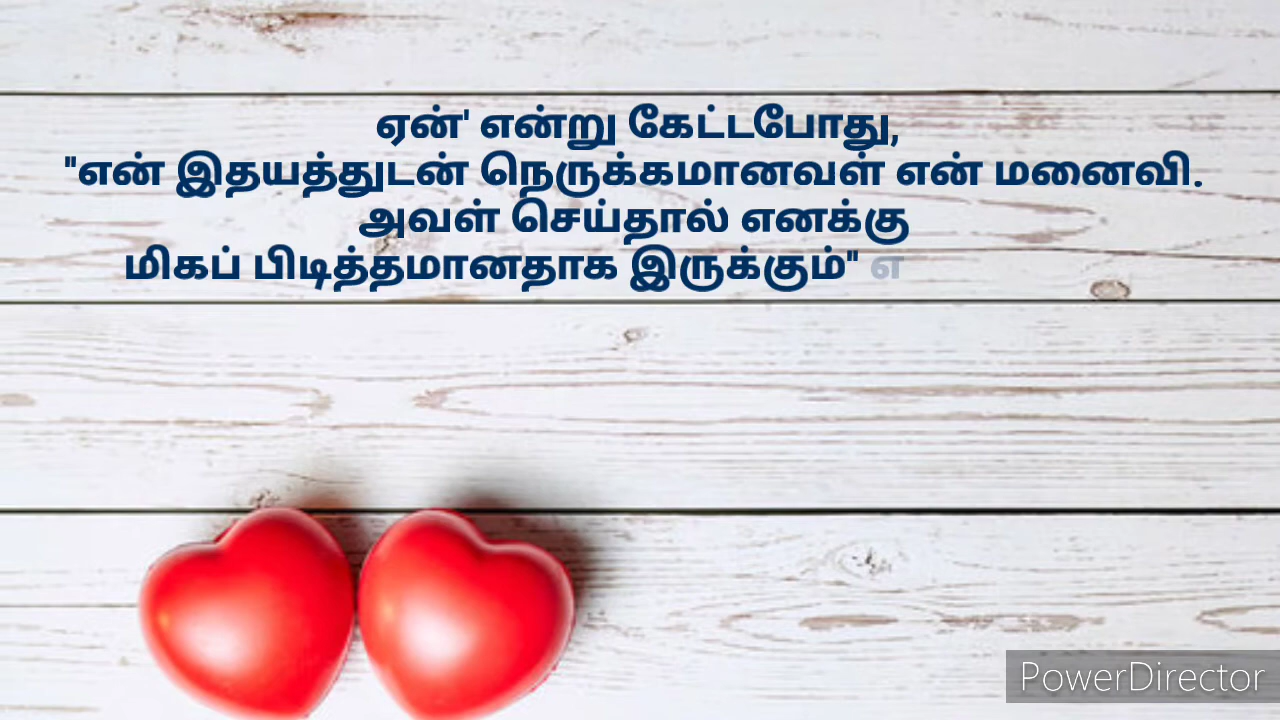 ஏன்' என்று கேட்டபோது,
"என் இதயத்துடன் நெருக்கமானவள் என் மனைவி.
அவள் செய்தால் எனக்கு
மிகப் பிடித்தமானதாக இருக்கும்" எ
PowerDirector